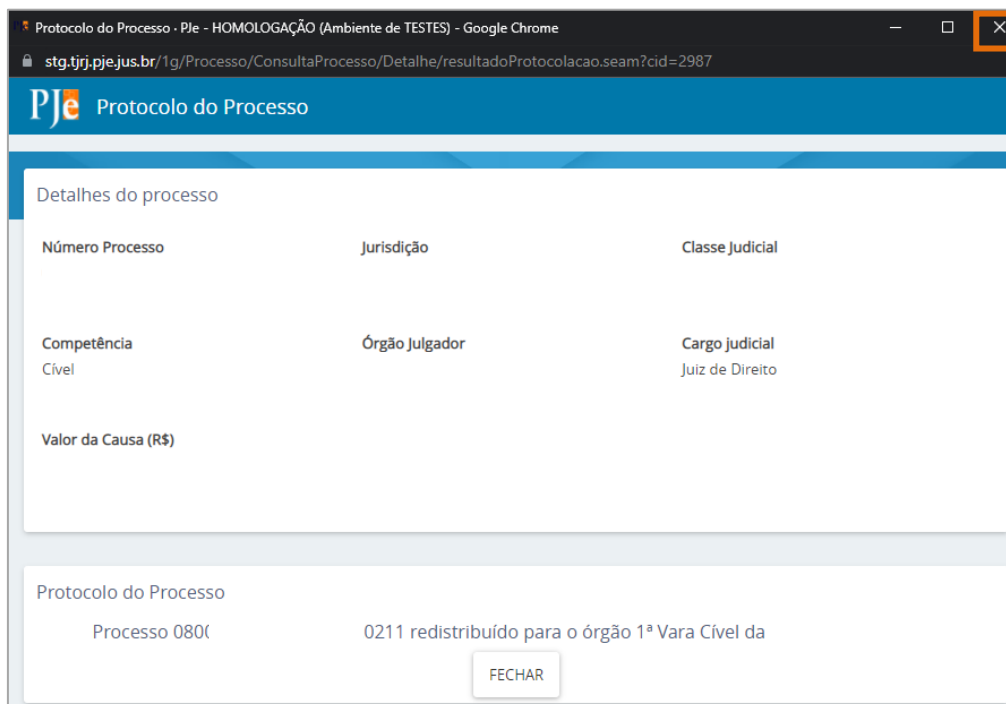 Protocolo do Processo · PJe - HOMOLOGAÇÃO (Ambiente de TESTES) - Google Chrome
stg.tjrj.pje.jus.br/1g/Processo/ConsultaProcesso/Detalhe/resultadoProtocolacao.seam?cid=2987
PJe Protocolo do Processo
Detalhes do processo
Número Processo Jurisdição Classe Judicial
Competência Órgão Julgador Cargo judicial
Cível Juiz de Direito
Valor da Causa (R$)
Protocolo do Processo
Processo 080( 0211 redistribuído para o órgão 1ª Vara Cível da
FECHAR